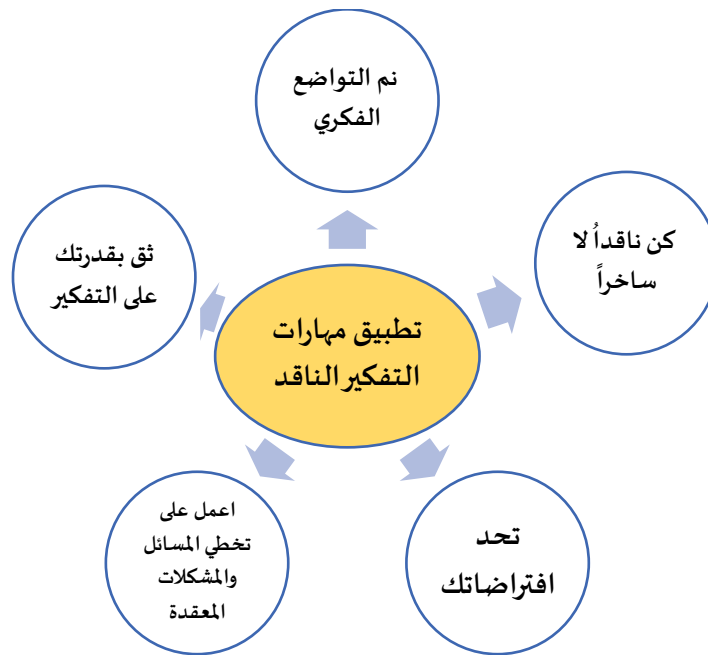 نم التواضع
الفكري
كن ناقداُ لا
ساخراً
ثق بقدرتك
على التفكير
تطبيق مهارات
التفكير الناقد
اعمل على
تخطي المسائل
والمشكلات
المعقدة
تحد
افتراضاتك